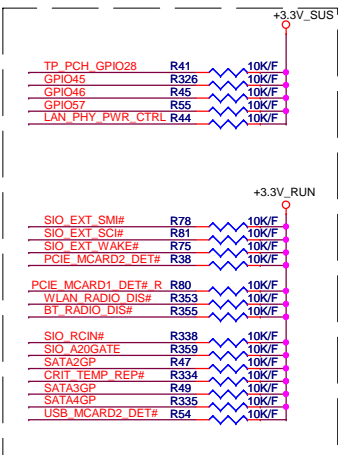 +3.3V_SUS
TP_PCH_GPIO28 R41 10K/F
GPIO45 R326 10K/F
GPIO46 R45 10K/F
GPIO57 R55 10K/F
LAN_PHY_PWR_CTRL R44 10K/F
+3.3V_RUN
SIO_EXT_SMI# R78 10K/F
SIO_EXT_SCI# R81 10K/F
SIO_EXT_WAKE# R75 10K/F
PCIE_MCARD2_DET# R38 10K/F
PCIE_MCARD1_DET#_R R80 10K/F
WLAN_RADIO_DIS# R353 10K/F
BT_RADIO_DIS# R355 10K/F
SIO_RCIN# R338 10K/F
SIO_A20GATE R359 10K/F
SATA2GP R47 10K/F
CRIT_TEMP_REP# R334 10K/F
SATA3GP R49 10K/F
SATA4GP R335 10K/F
USB_MCARD2_DET# R54 10K/F